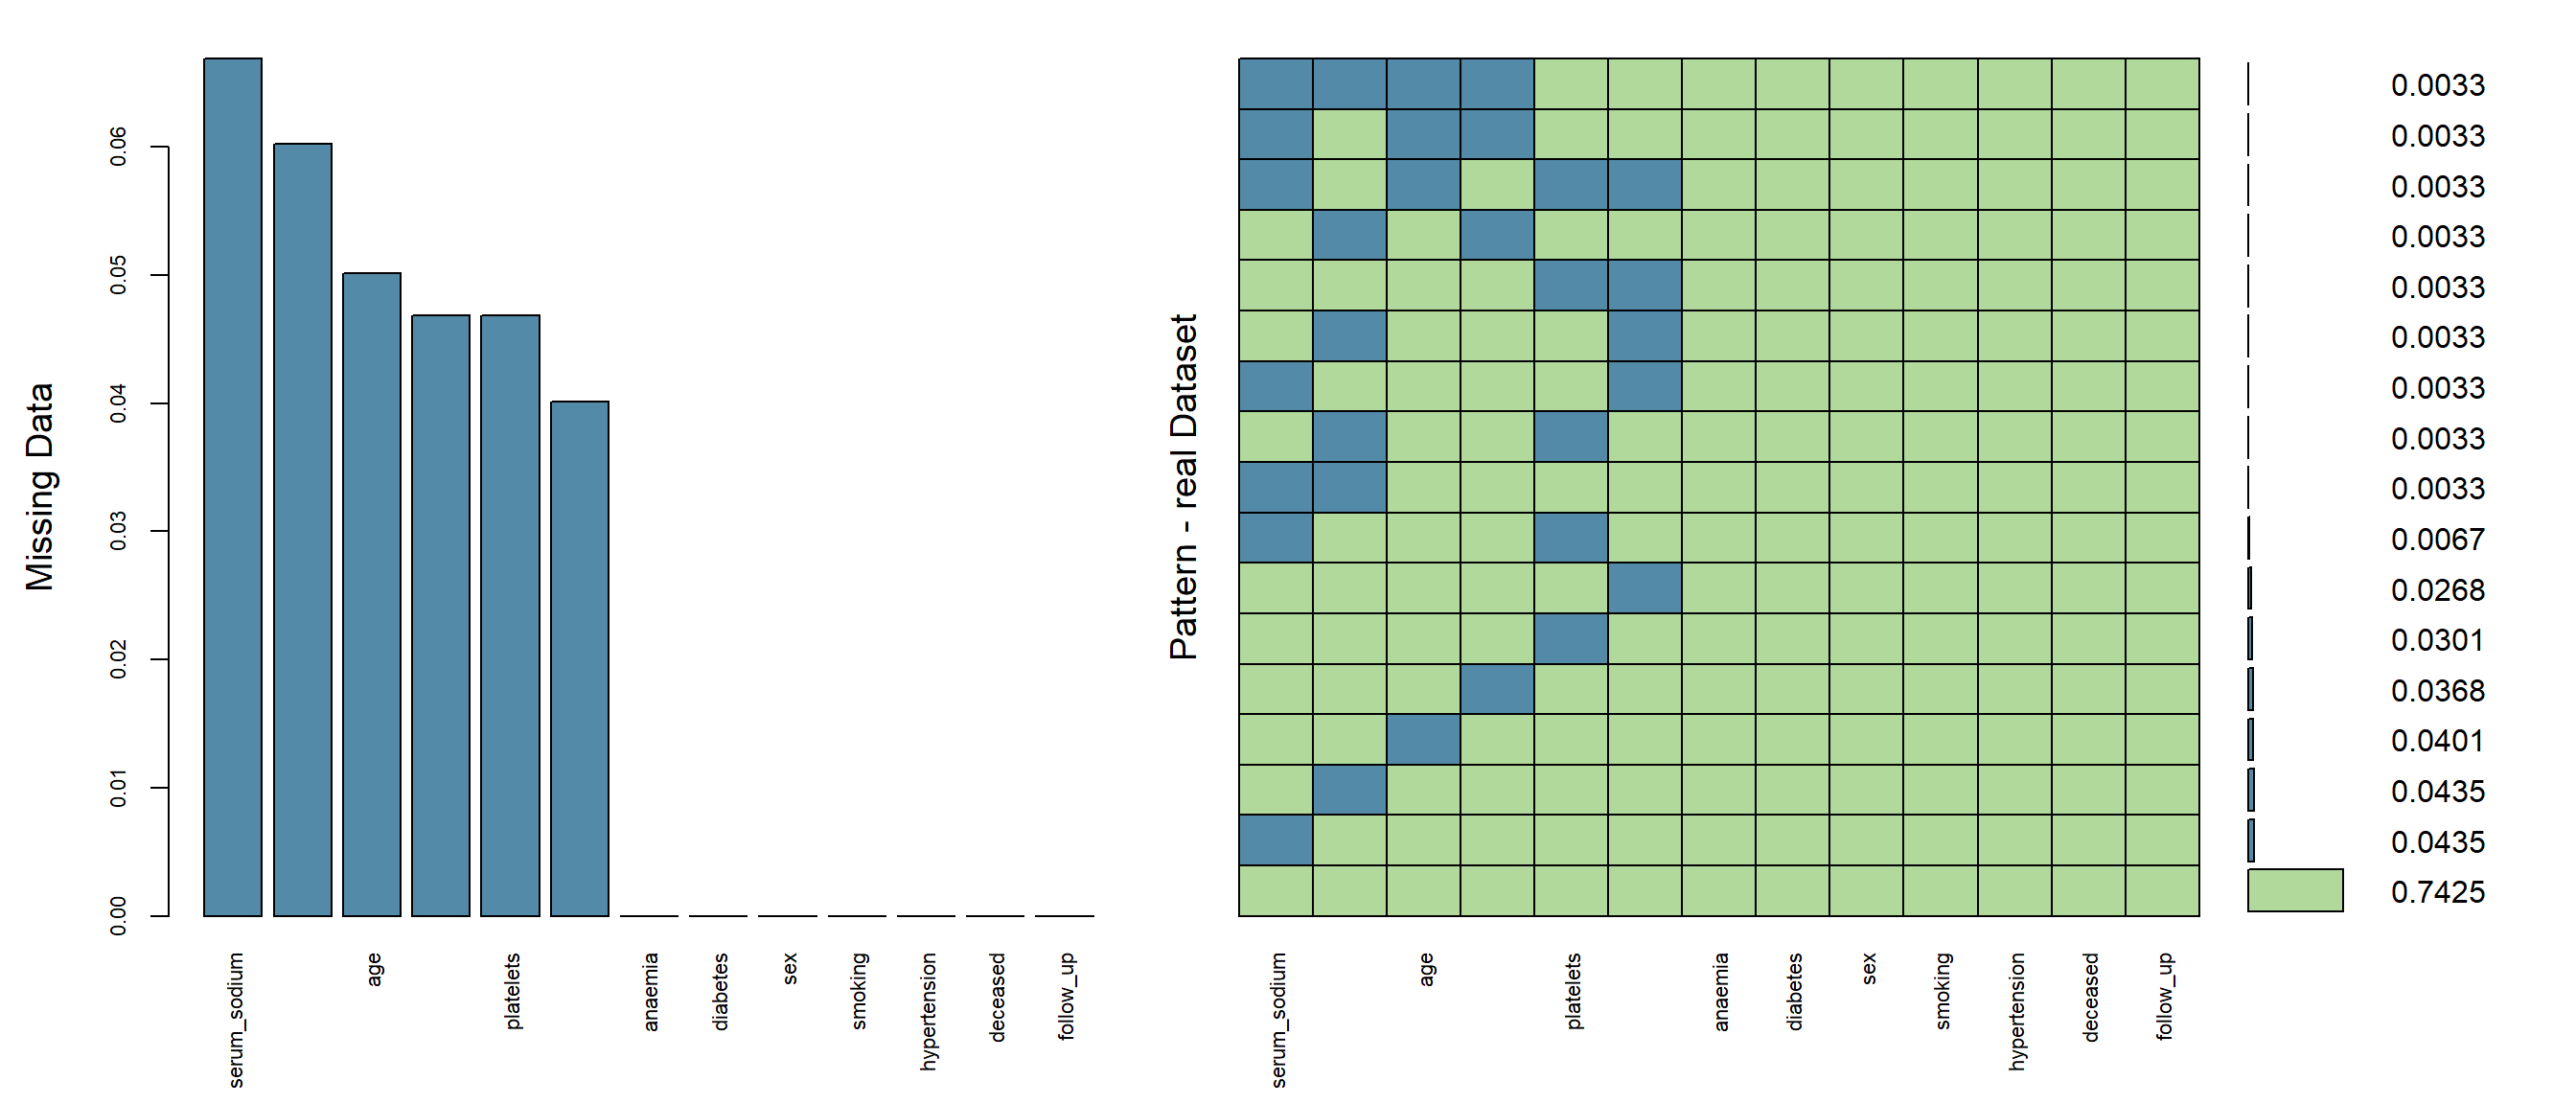 Missing Data
0.06
0.05
0.04
0.03
0.02
0.01
0.00
serum_sodium
age
platelets
anaemia
diabetes
sex
smoking
hypertension
deceased
follow_up
Pattern - real Dataset
serum_sodium
age
platelets
anaemia
diabetes
sex
smoking
hypertension
deceased
follow_up
0.0033
0.0033
0.0033
0.0033
0.0033
0.0033
0.0033
0.0033
0.0033
0.0067
0.0268
0.0301
0.0368
0.0401
0.0435
0.0435
0.7425